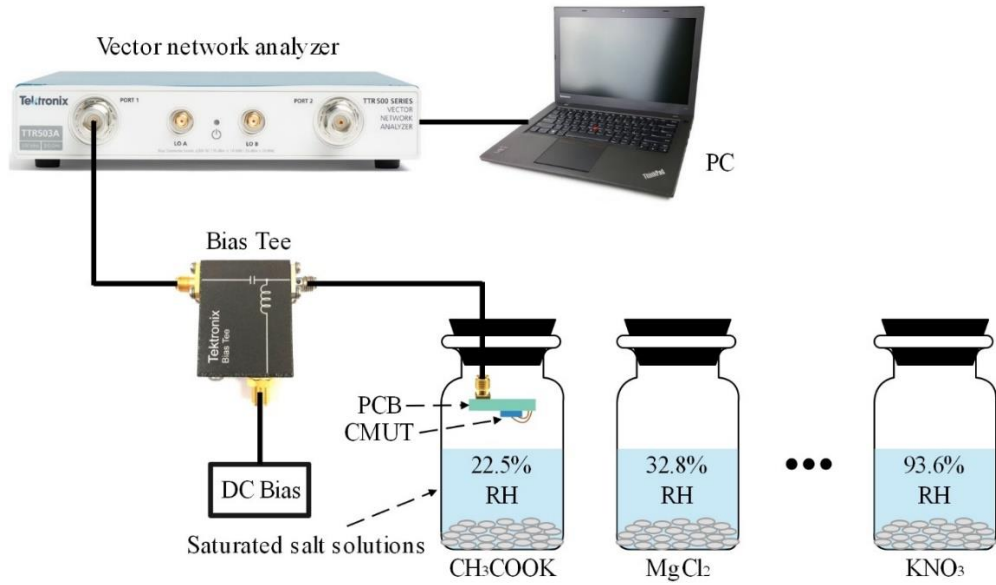 Vector network analyzer
Tektronix
PORT 1
PORT 2
TTR500 SERIES
VECTOR
NETWORK
ANALYZER
TTR503A
LO A
LO B
ThinkPad
PC
Bias Tee
Tektronix
Bias Tee
PCB
CMUT
DC Bias
Saturated salt solutions
22.5%
RH
32.8%
RH
93.6%
RH
CH₃COOK
MgCl₂
KNO₃